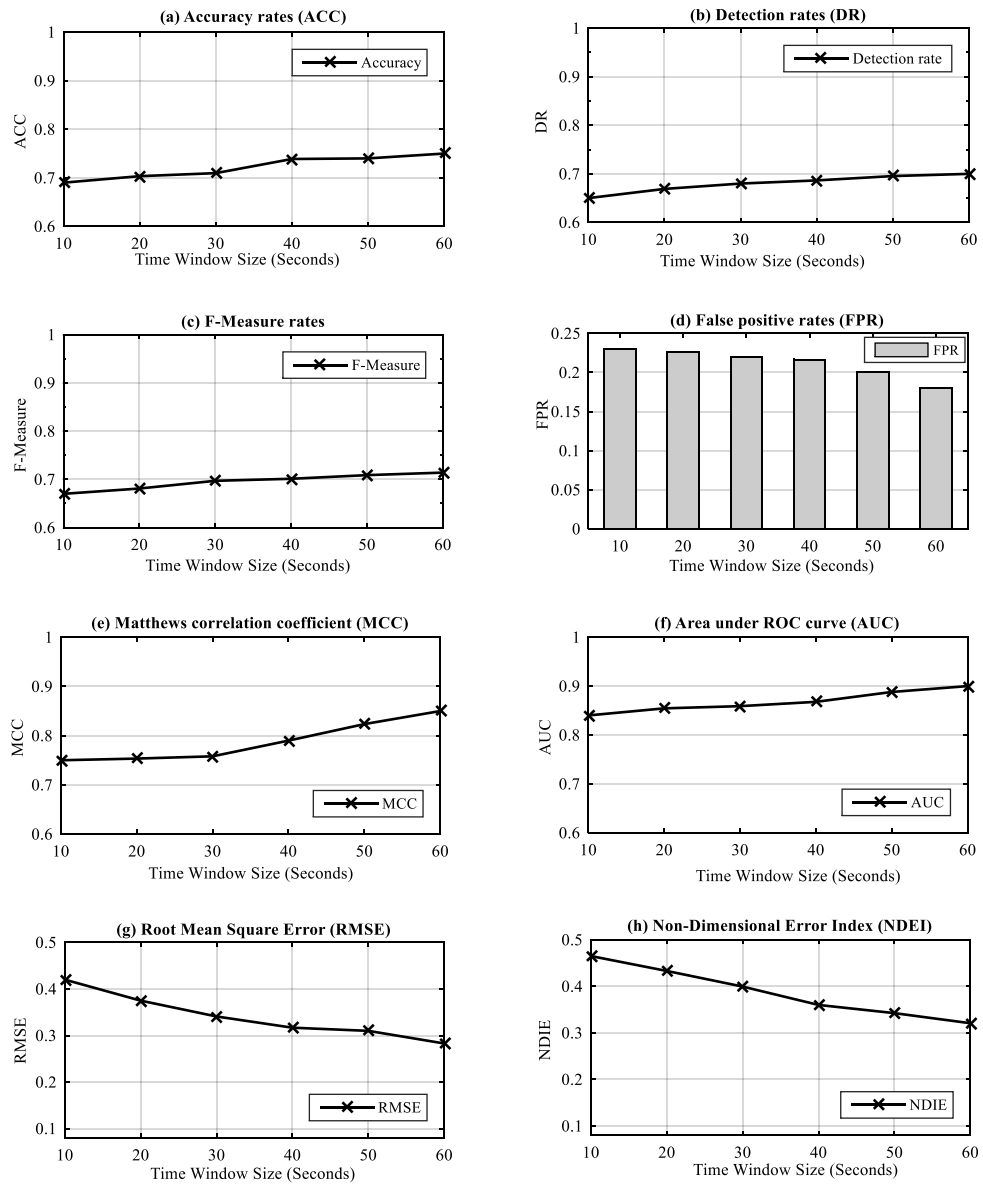 (a) Accuracy rates (ACC)
1
0.9
0.8
0.7
0.6
ACC
Accuracy
10 20 30 40 50 60
Time Window Size (Seconds)
(b) Detection rates (DR)
1
0.9
0.8
0.7
0.6
DR
Detection rate
10 20 30 40 50 60
Time Window Size (Seconds)
(c) F-Measure rates
1
0.9
0.8
0.7
0.6
F-Measure
F-Measure
10 20 30 40 50 60
Time Window Size (Seconds)
(d) False positive rates (FPR)
0.25
0.2
0.15
0.1
0.05
0
FPR
FPR
10 20 30 40 50 60
Time Window Size (Seconds)
(e) Matthews correlation coefficient (MCC)
1
0.9
0.8
0.7
0.6
MCC
MCC
10 20 30 40 50 60
Time Window Size (Seconds)
(f) Area under ROC curve (AUC)
1
0.9
0.8
0.7
0.6
AUC
AUC
10 20 30 40 50 60
Time Window Size (Seconds)
(g) Root Mean Square Error (RMSE)
0.5
0.4
0.3
0.2
0.1
RMSE
RMSE
10 20 30 40 50 60
Time Window Size (Seconds)
(h) Non-Dimensional Error Index (NDEI)
0.5
0.4
0.3
0.2
0.1
NDIE
NDIE
10 20 30 40 50 60
Time Window Size (Seconds)